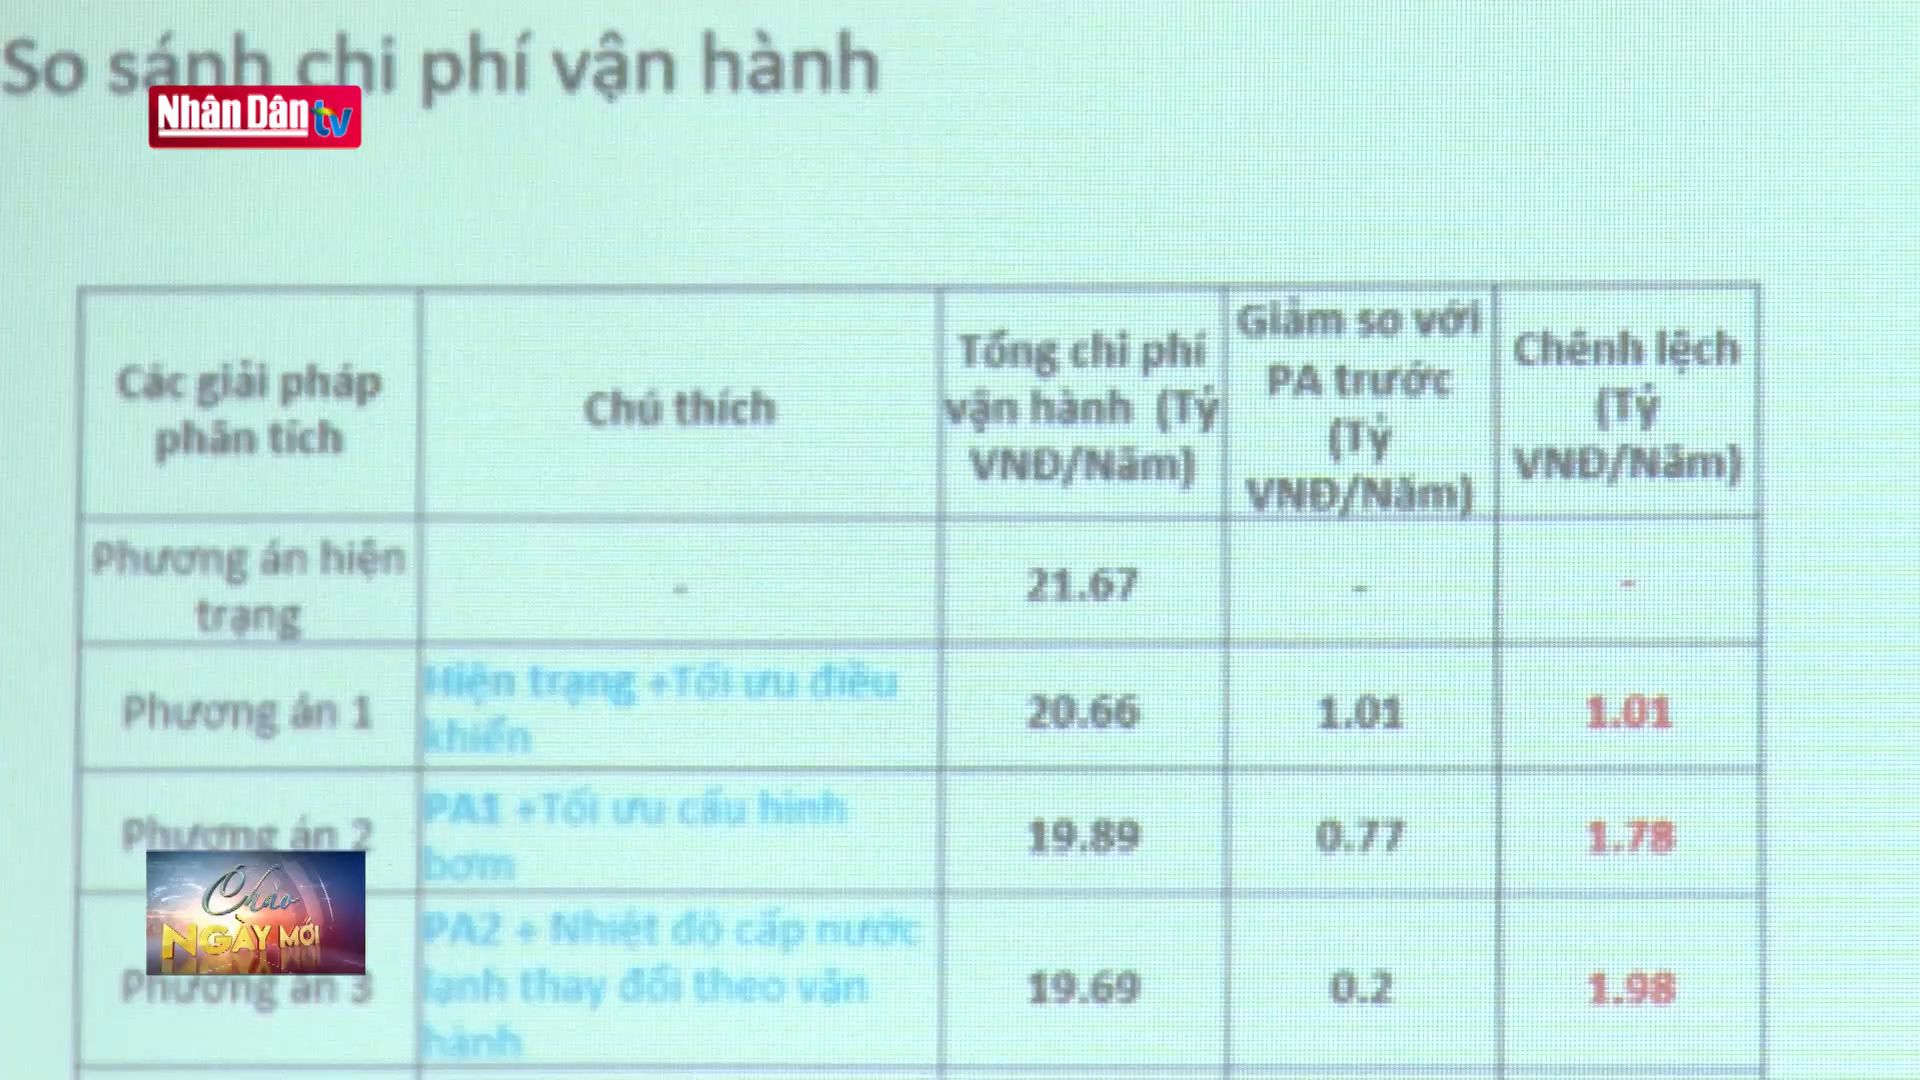 So sánh chi phí vận hành
Nhân Dân tv
Các giải pháp
phân tích
Chú thích
Tổng chi phí
vận hành (Tỷ
VNĐ/Năm)
Giảm so với
PA trước
(Tỷ
VNĐ/Năm)
Chênh lệch
(Tỷ
VNĐ/Năm)
Phương án hiện
trạng
-
21.67
-
-
Phương án 1
Hiện trạng +Tối ưu điều
khiển
20.66
1.01
1.01
Phương án 2
PA1 +Tối ưu cấu hình
bơm
19.89
0.77
1.78
Phương án 3
PA2 + Nhiệt độ cấp nước
lạnh thay đổi theo vận
hành
19.69
0.2
1.98
Chào
NGÀY MỚI